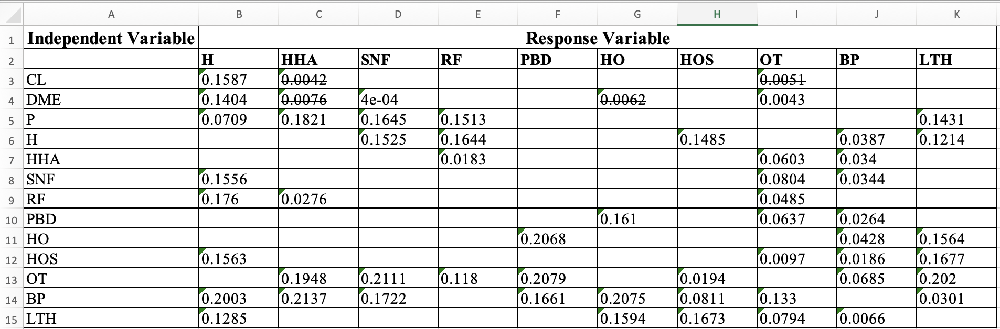 A B C D E F G H I J K
1 Independent Variable Response Variable
2 H HHA SNF RF PBD HO HOS OT BP LTH
3 CL 0.1587 0.0042 0.0051
4 DME 0.1404 0.0076 4e-04 0.0062 0.0043
5 P 0.0709 0.1821 0.1645 0.1513 0.1431
6 H 0.1525 0.1644 0.1485 0.0387 0.1214
7 HHA 0.0183 0.0603 0.034
8 SNF 0.1556 0.0804 0.0344
9 RF 0.176 0.0276 0.0485
10 PBD 0.161 0.0637 0.0264
11 HO 0.2068 0.0428 0.1564
12 HOS 0.1563 0.0097 0.0186 0.1677
13 OT 0.1948 0.2111 0.118 0.2079 0.0194 0.0685 0.202
14 BP 0.2003 0.2137 0.1722 0.1661 0.2075 0.0811 0.133 0.0301
15 LTH 0.1285 0.1594 0.1673 0.0794 0.0066